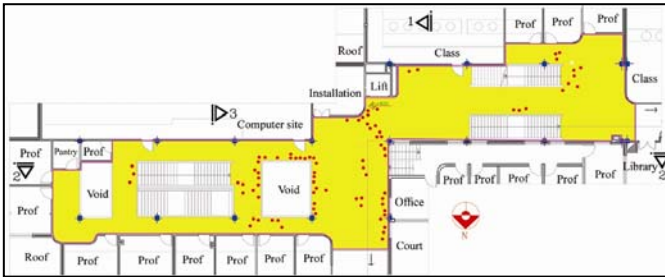 Prof Prof Prof
1
Roof
Class
Lift
Class
Installation
3
Computer site
Prof
Pantry
Prof
2
Void
Void
Prof
Prof Prof Prof Prof Prof
Library
2
Office
Court
N
Roof
Prof Prof Prof Prof Prof Prof